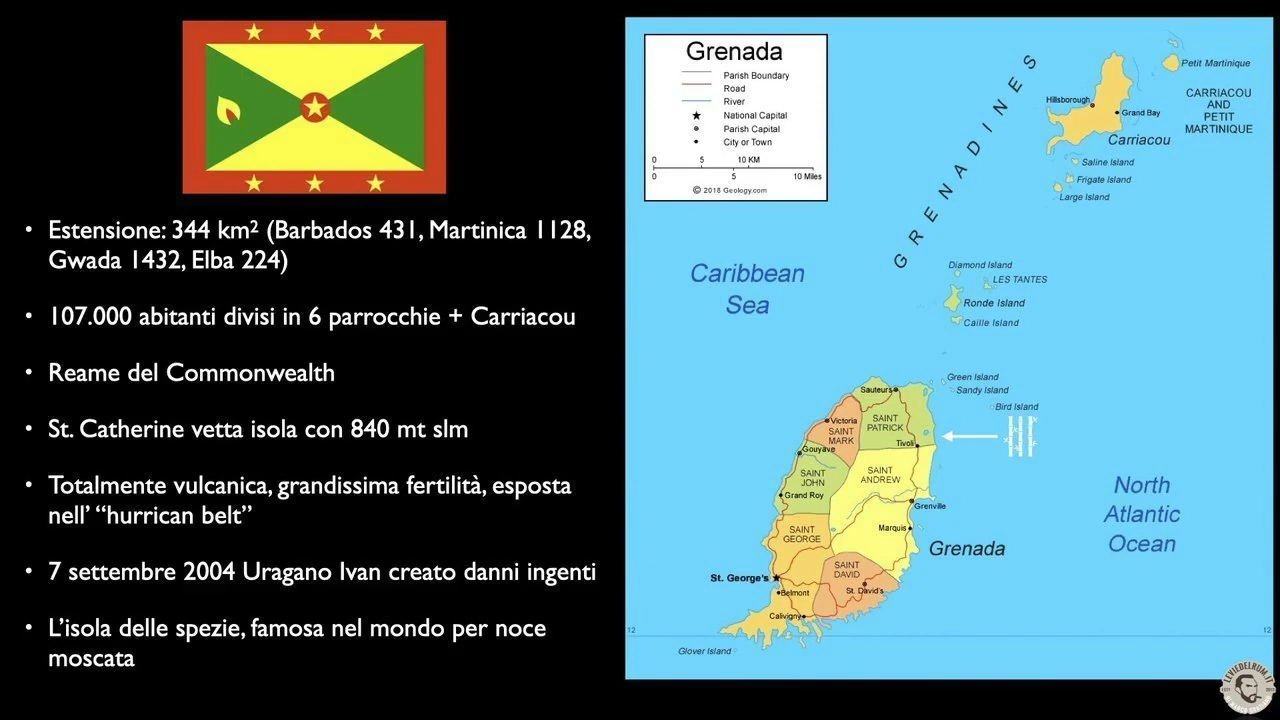 • Estensione: 344 km² (Barbados 431, Martinica 1128,
Gwada 1432, Elba 224)
• 107.000 abitanti divisi in 6 parrocchie + Carriacou
• Reame del Commonwealth
• St. Catherine vetta isola con 840 mt slm
• Totalmente vulcanica, grandissima fertilità, esposta
nell’ “hurrican belt”
• 7 settembre 2004 Uragano Ivan creato danni ingenti
• L’isola delle spezie, famosa nel mondo per noce
moscata
Grenada
Parish Boundary
Road
River
National Capital
Parish Capital
City or Town
0 5 10 KM
0 5 10 Miles
© 2018 Geology.com
GRENADINES
Petit Martinique
CARRIACOU
AND
PETIT
MARTINIQUE
Hillsborough
Grand Bay
Carriacou
Saline Island
Frigate Island
Large Island
Caribbean
Sea
Diamond Island
LES TANTES
Ronde Island
Caille Island
Green Island
Sandy Island
Bird Island
Sauteurs
Victoria
SAINT
PATRICK
SAINT
MARK
Tivoli
Gouyave
SAINT
JOHN
SAINT
ANDREW
Grand Roy
Grenville
SAINT
GEORGE
Marquis
Grenada
North
Atlantic
Ocean
SAINT
DAVID
St. George's
Belmont
St. David's
Calivigny
12
12
Glover Island
LEVIEDELRUM.IT